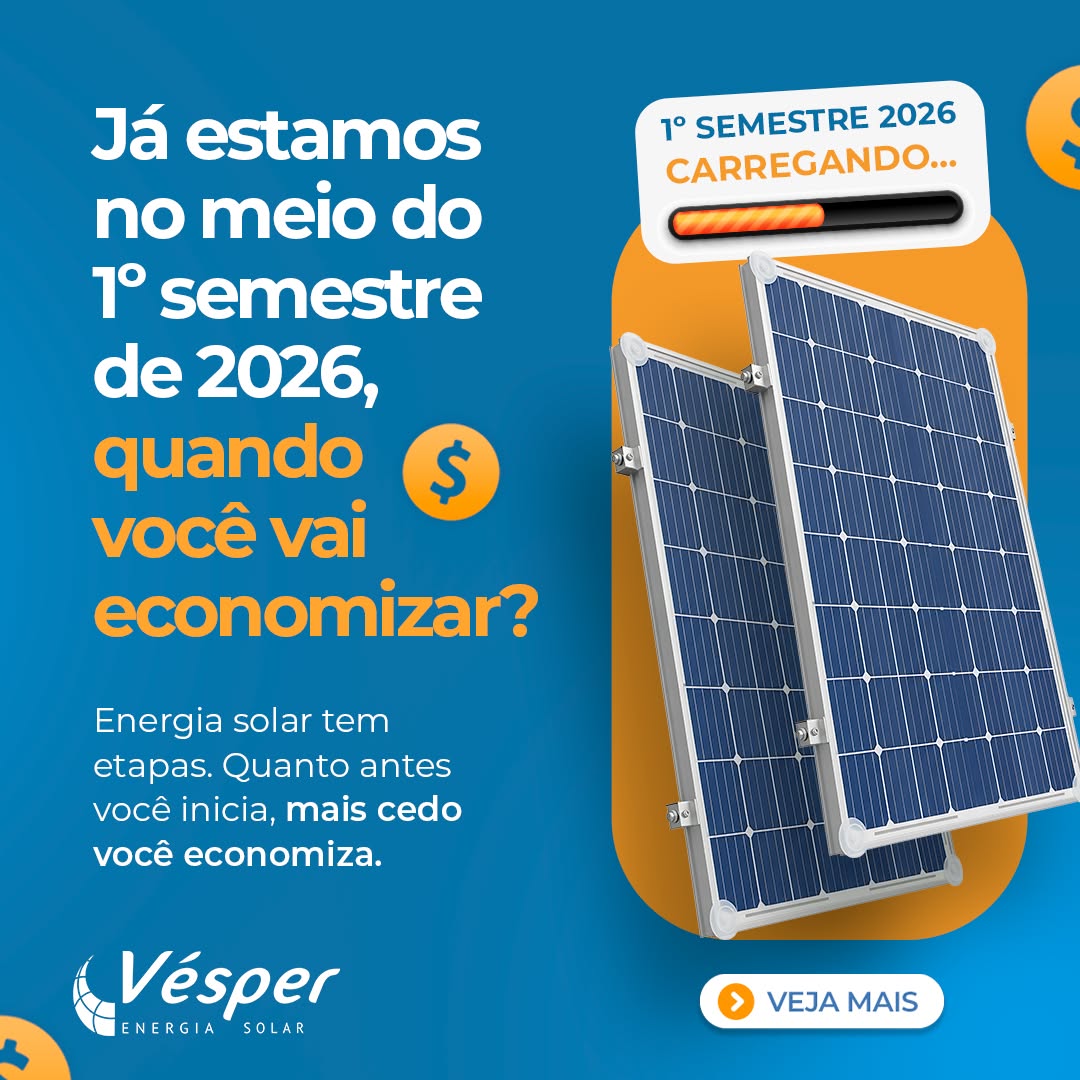 Já estamos
no meio do
1º semestre
de 2026,
quando
você vai
economizar?
Energia solar tem
etapas. Quanto antes
você inicia, mais cedo
você economiza.
Vésper
ENERGIA SOLAR
1º SEMESTRE 2026
CARREGANDO...
$
$
$
VEJA MAIS